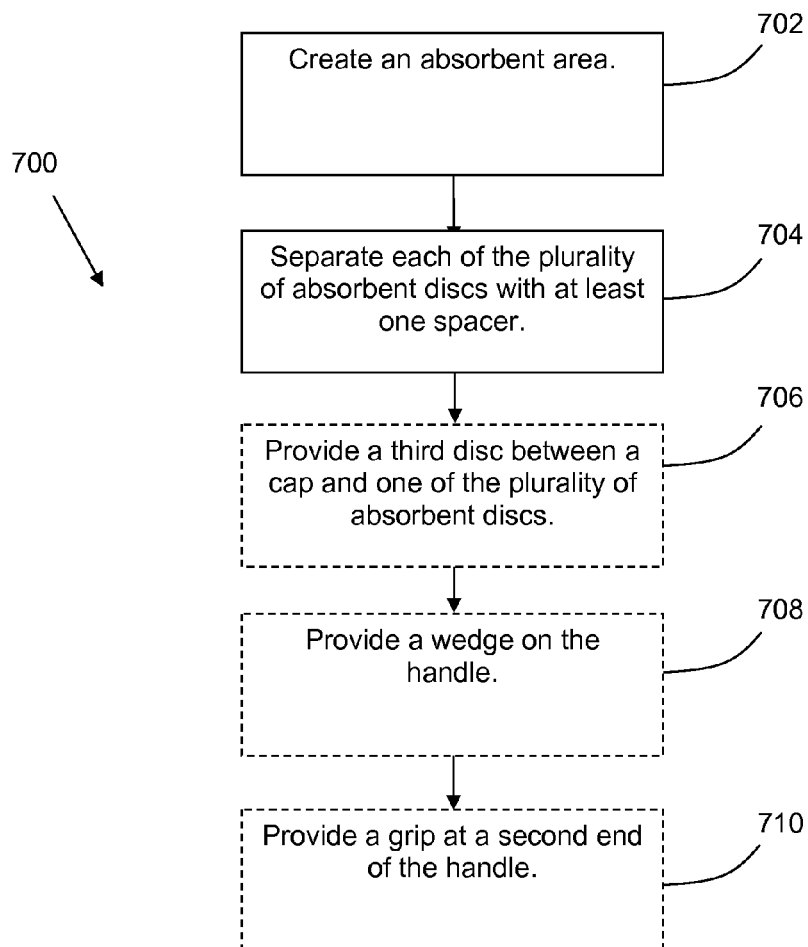 702
Create an absorbent area.
700
704
Separate each of the plurality
of absorbent discs with at least
one spacer.
706
Provide a third disc between a
cap and one of the plurality of
absorbent discs.
708
Provide a wedge on the
handle.
710
Provide a grip at a second end
of the handle.